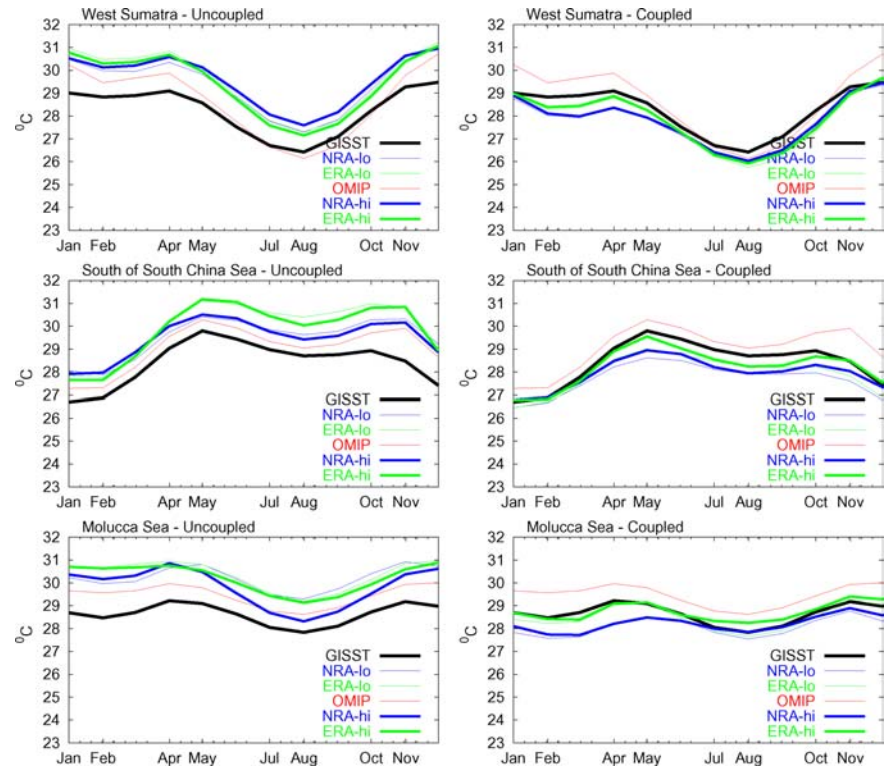 West Sumatra - Uncoupled
32
31
30
29
28
27
26
25
24
23
⁰C
GISST
NRA-lo
ERA-lo
OMIP
NRA-hi
ERA-hi
Jan Feb Apr May Jul Aug Oct Nov
West Sumatra - Coupled
32
31
30
29
28
27
26
25
24
23
⁰C
GISST
NRA-lo
ERA-lo
OMIP
NRA-hi
ERA-hi
Jan Feb Apr May Jul Aug Oct Nov
South of South China Sea - Uncoupled
32
31
30
29
28
27
26
25
24
23
⁰C
GISST
NRA-lo
ERA-lo
OMIP
NRA-hi
ERA-hi
Jan Feb Apr May Jul Aug Oct Nov
South of South China Sea - Coupled
32
31
30
29
28
27
26
25
24
23
⁰C
GISST
NRA-lo
ERA-lo
OMIP
NRA-hi
ERA-hi
Jan Feb Apr May Jul Aug Oct Nov
Molucca Sea - Uncoupled
32
31
30
29
28
27
26
25
24
23
⁰C
GISST
NRA-lo
ERA-lo
OMIP
NRA-hi
ERA-hi
Jan Feb Apr May Jul Aug Oct Nov
Molucca Sea - Coupled
32
31
30
29
28
27
26
25
24
23
⁰C
GISST
NRA-lo
ERA-lo
OMIP
NRA-hi
ERA-hi
Jan Feb Apr May Jul Aug Oct Nov